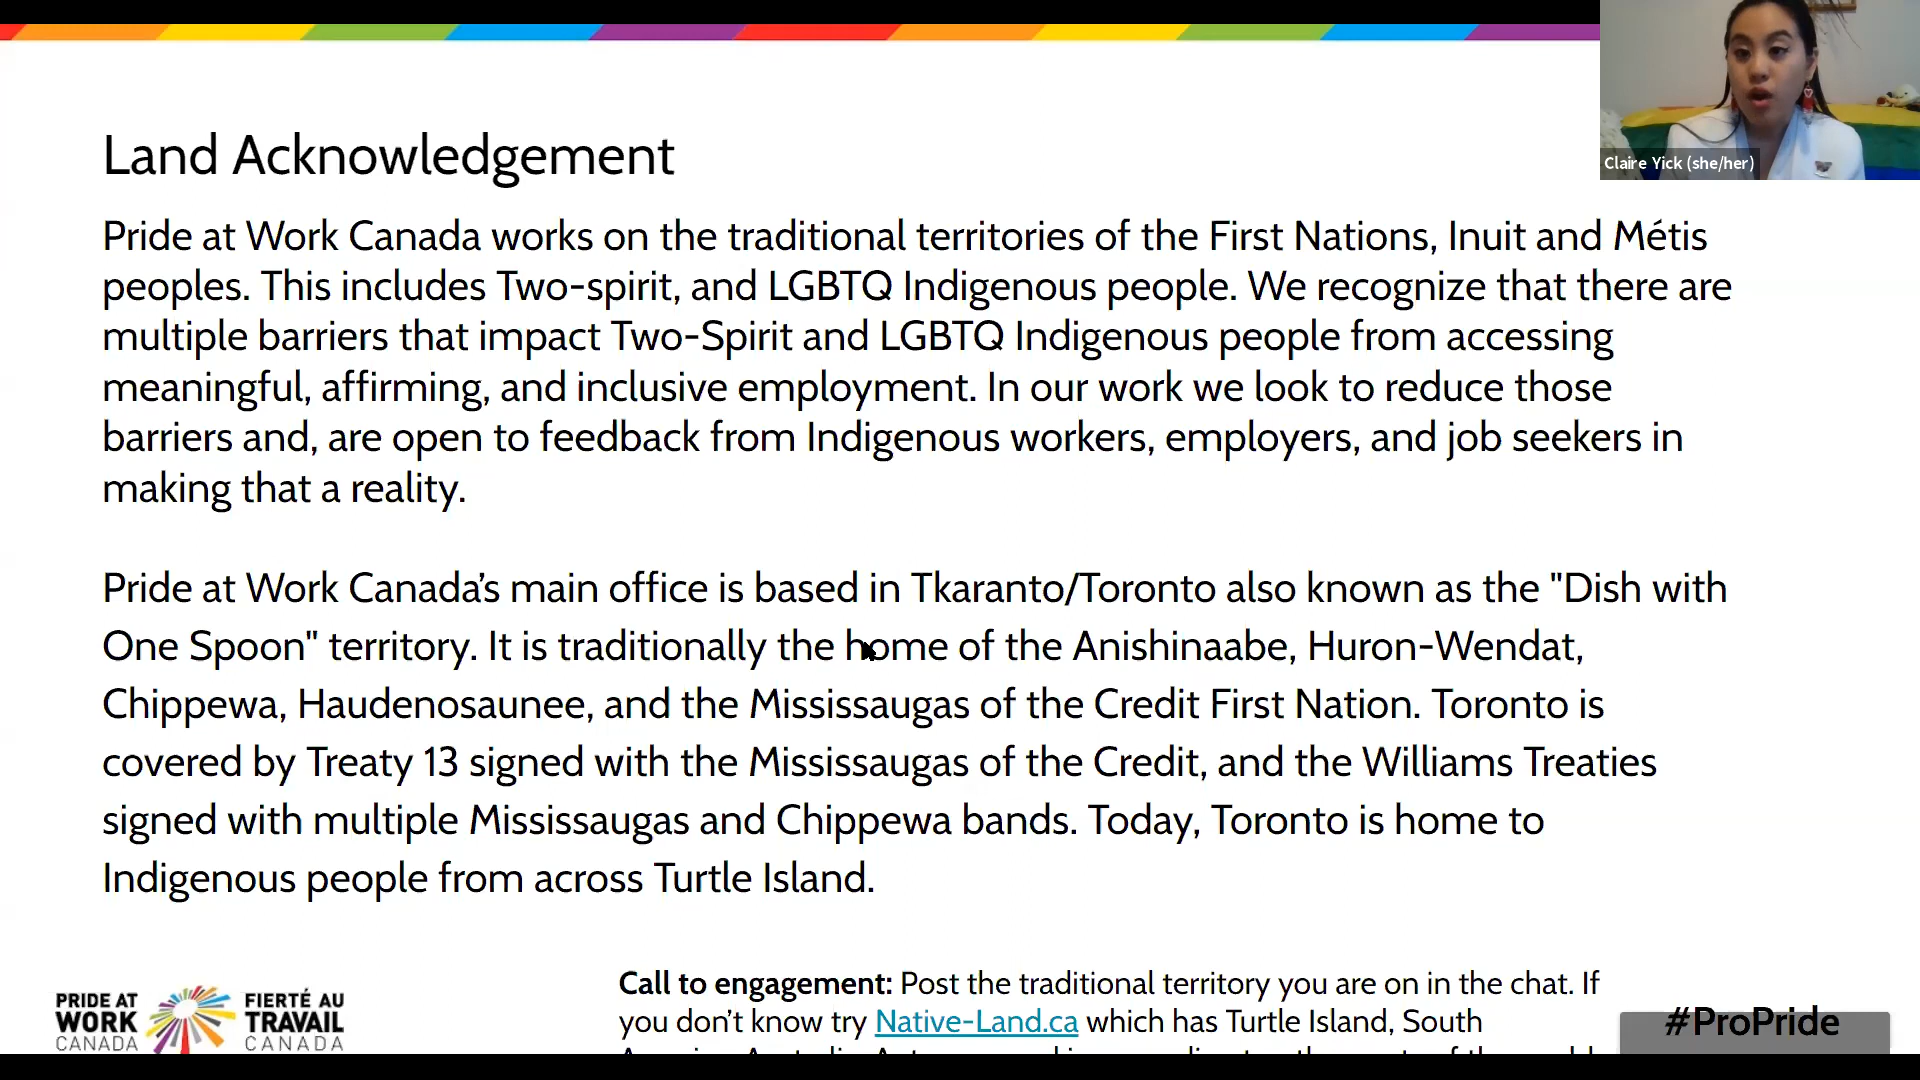 Claire Yick (she/her)
Land Acknowledgement
Pride at Work Canada works on the traditional territories of the First Nations, Inuit and Métis
peoples. This includes Two-spirit, and LGBTQ Indigenous people. We recognize that there are
multiple barriers that impact Two-Spirit and LGBTQ Indigenous people from accessing
meaningful, affirming, and inclusive employment. In our work we look to reduce those
barriers and, are open to feedback from Indigenous workers, employers, and job seekers in
making that a reality.
Pride at Work Canada’s main office is based in Tkaranto/Toronto also known as the "Dish with
One Spoon" territory. It is traditionally the home of the Anishinaabe, Huron-Wendat,
Chippewa, Haudenosaunee, and the Mississaugas of the Credit First Nation. Toronto is
covered by Treaty 13 signed with the Mississaugas of the Credit, and the Williams Treaties
signed with multiple Mississaugas and Chippewa bands. Today, Toronto is home to
Indigenous people from across Turtle Island.
PRIDE AT
WORK
CANADA
FIERTÉ AU
TRAVAIL
CANADA
Call to engagement: Post the traditional territory you are on in the chat. If
you don’t know try Native-Land.ca which has Turtle Island, South
#ProPride